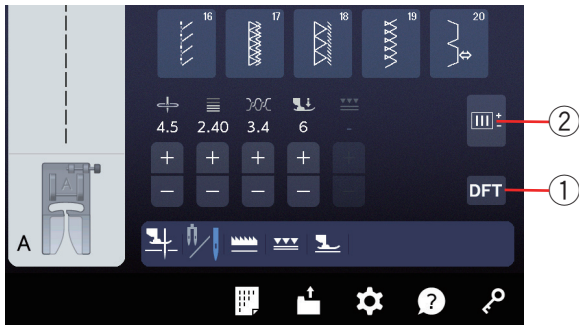 16 17 18 19 20
4.5 2.40 3.4 6 -
+ + + + +
− − − − −
DFT
A
A
?
2
1